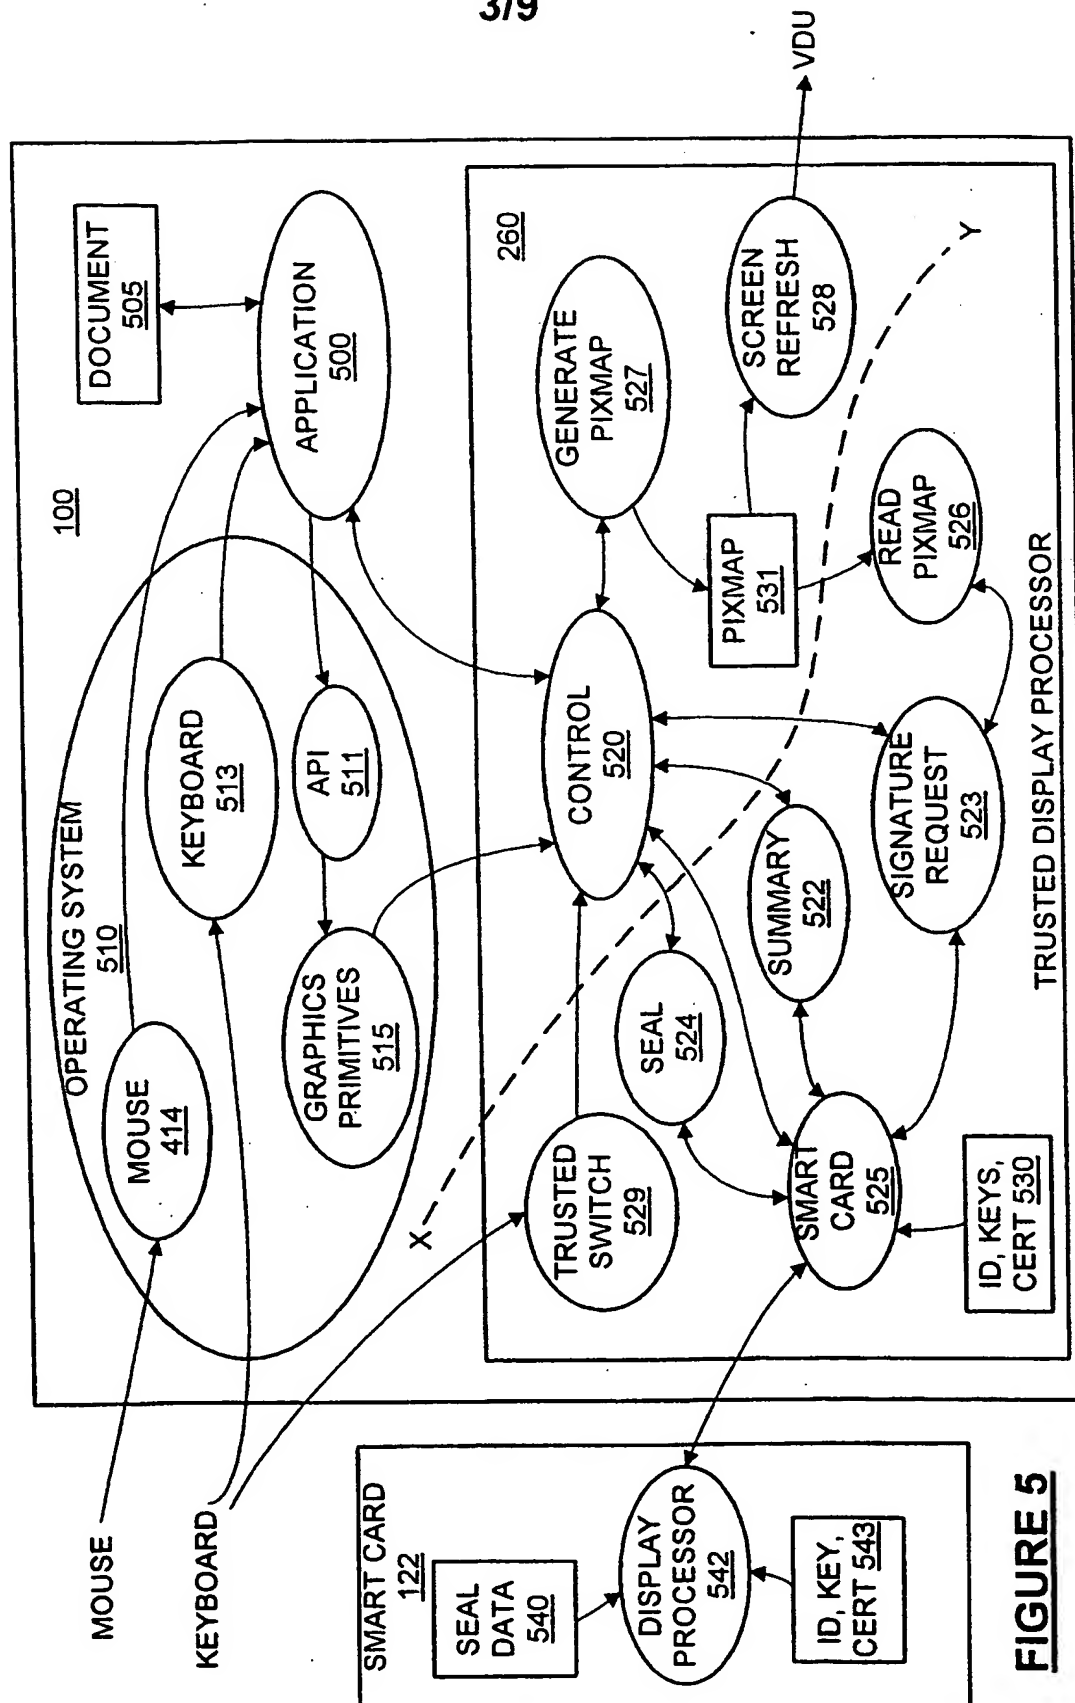 3/9
MOUSE
KEYBOARD
SMART CARD
122
SEAL
DATA
540
DISPLAY
PROCESSOR
542
ID, KEY,
CERT 543
100
OPERATING SYSTEM
510
MOUSE
414
KEYBOARD
513
API
511
GRAPHICS
PRIMITIVES
515
DOCUMENT
505
APPLICATION
500
X
Y
260
TRUSTED
SWITCH
529
CONTROL
520
GENERATE
PIXMAP
527
PIXMAP
531
SCREEN
REFRESH
528
VDU
SEAL
524
SUMMARY
522
READ
PIXMAP
526
SMART
CARD
525
SIGNATURE
REQUEST
523
ID, KEYS,
CERT 530
TRUSTED DISPLAY PROCESSOR
FIGURE 5